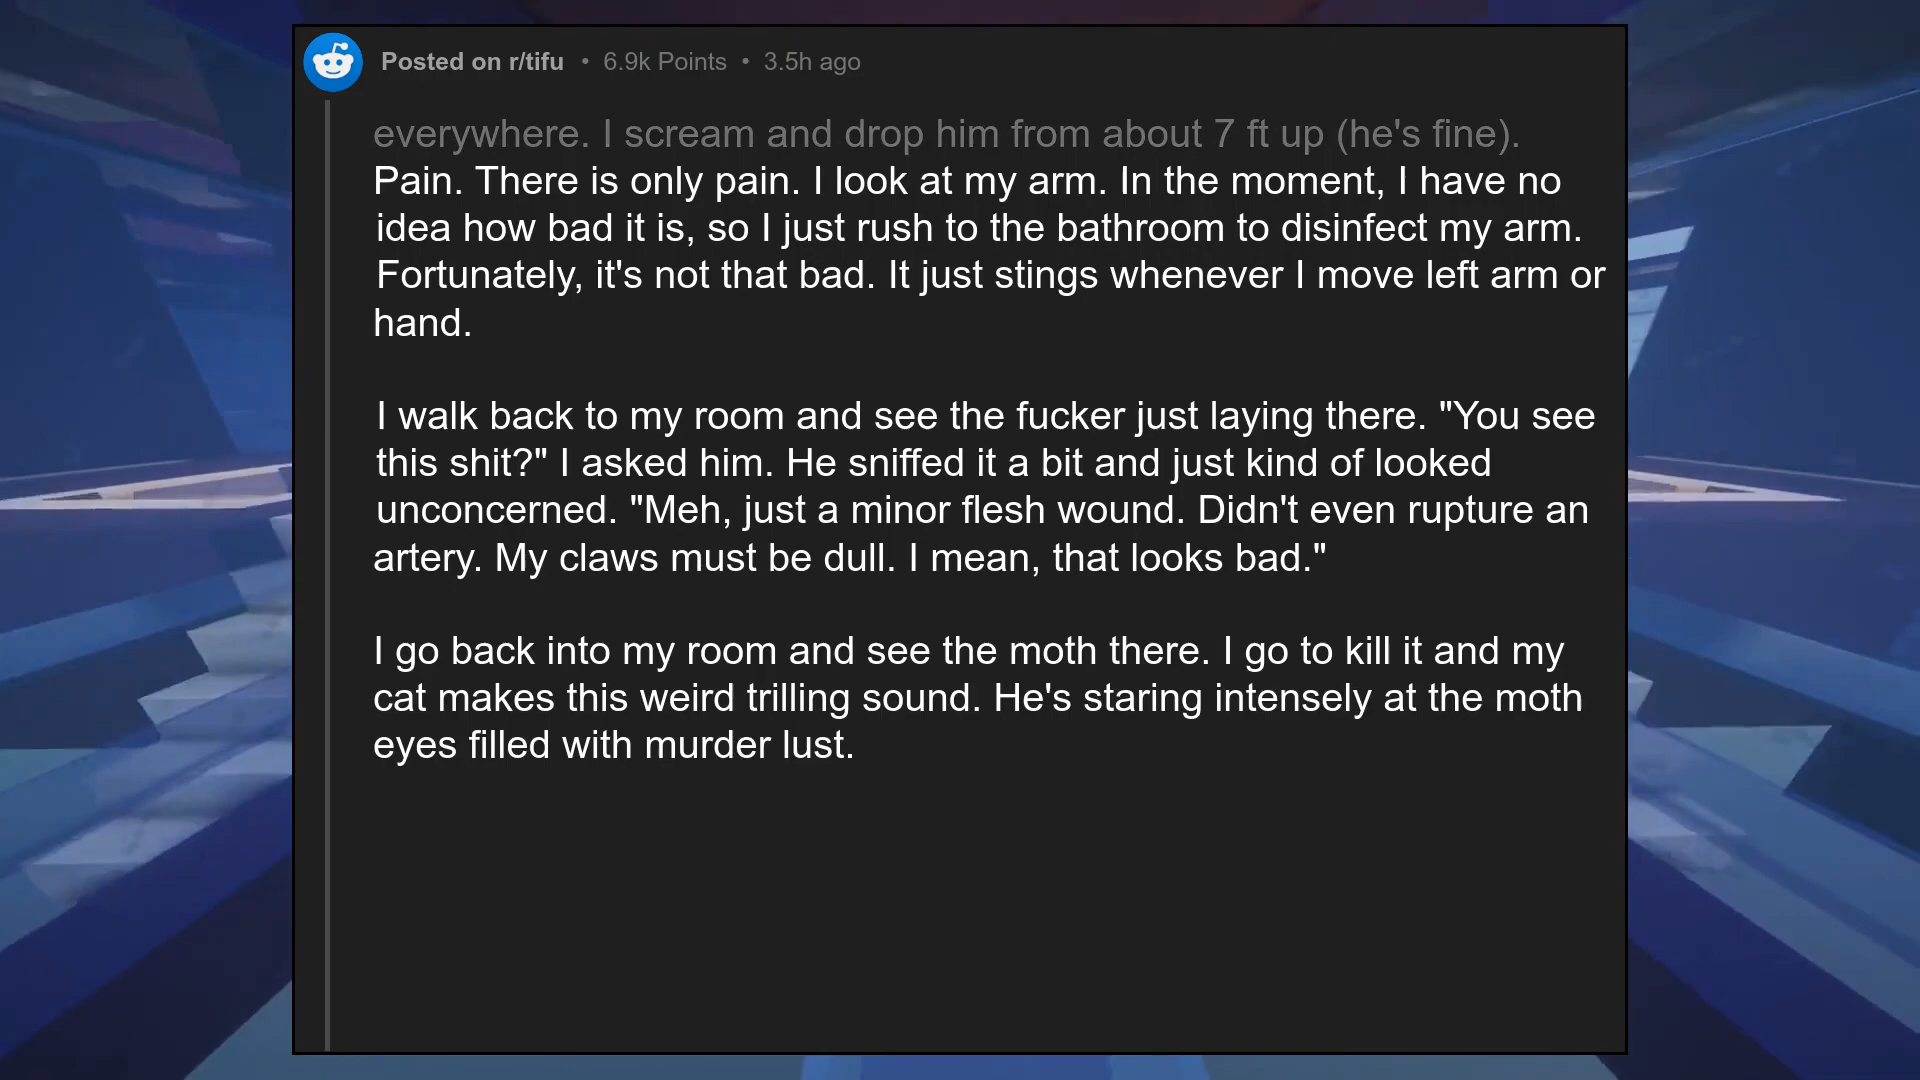 Posted on r/tifu • 6.9k Points • 3.5h ago
everywhere. I scream and drop him from about 7 ft up (he's fine).
Pain. There is only pain. I look at my arm. In the moment, I have no
idea how bad it is, so I just rush to the bathroom to disinfect my arm.
Fortunately, it's not that bad. It just stings whenever I move left arm or
hand.
I walk back to my room and see the fucker just laying there. "You see
this shit?" I asked him. He sniffed it a bit and just kind of looked
unconcerned. "Meh, just a minor flesh wound. Didn't even rupture an
artery. My claws must be dull. I mean, that looks bad."
I go back into my room and see the moth there. I go to kill it and my
cat makes this weird trilling sound. He's staring intensely at the moth
eyes filled with murder lust.